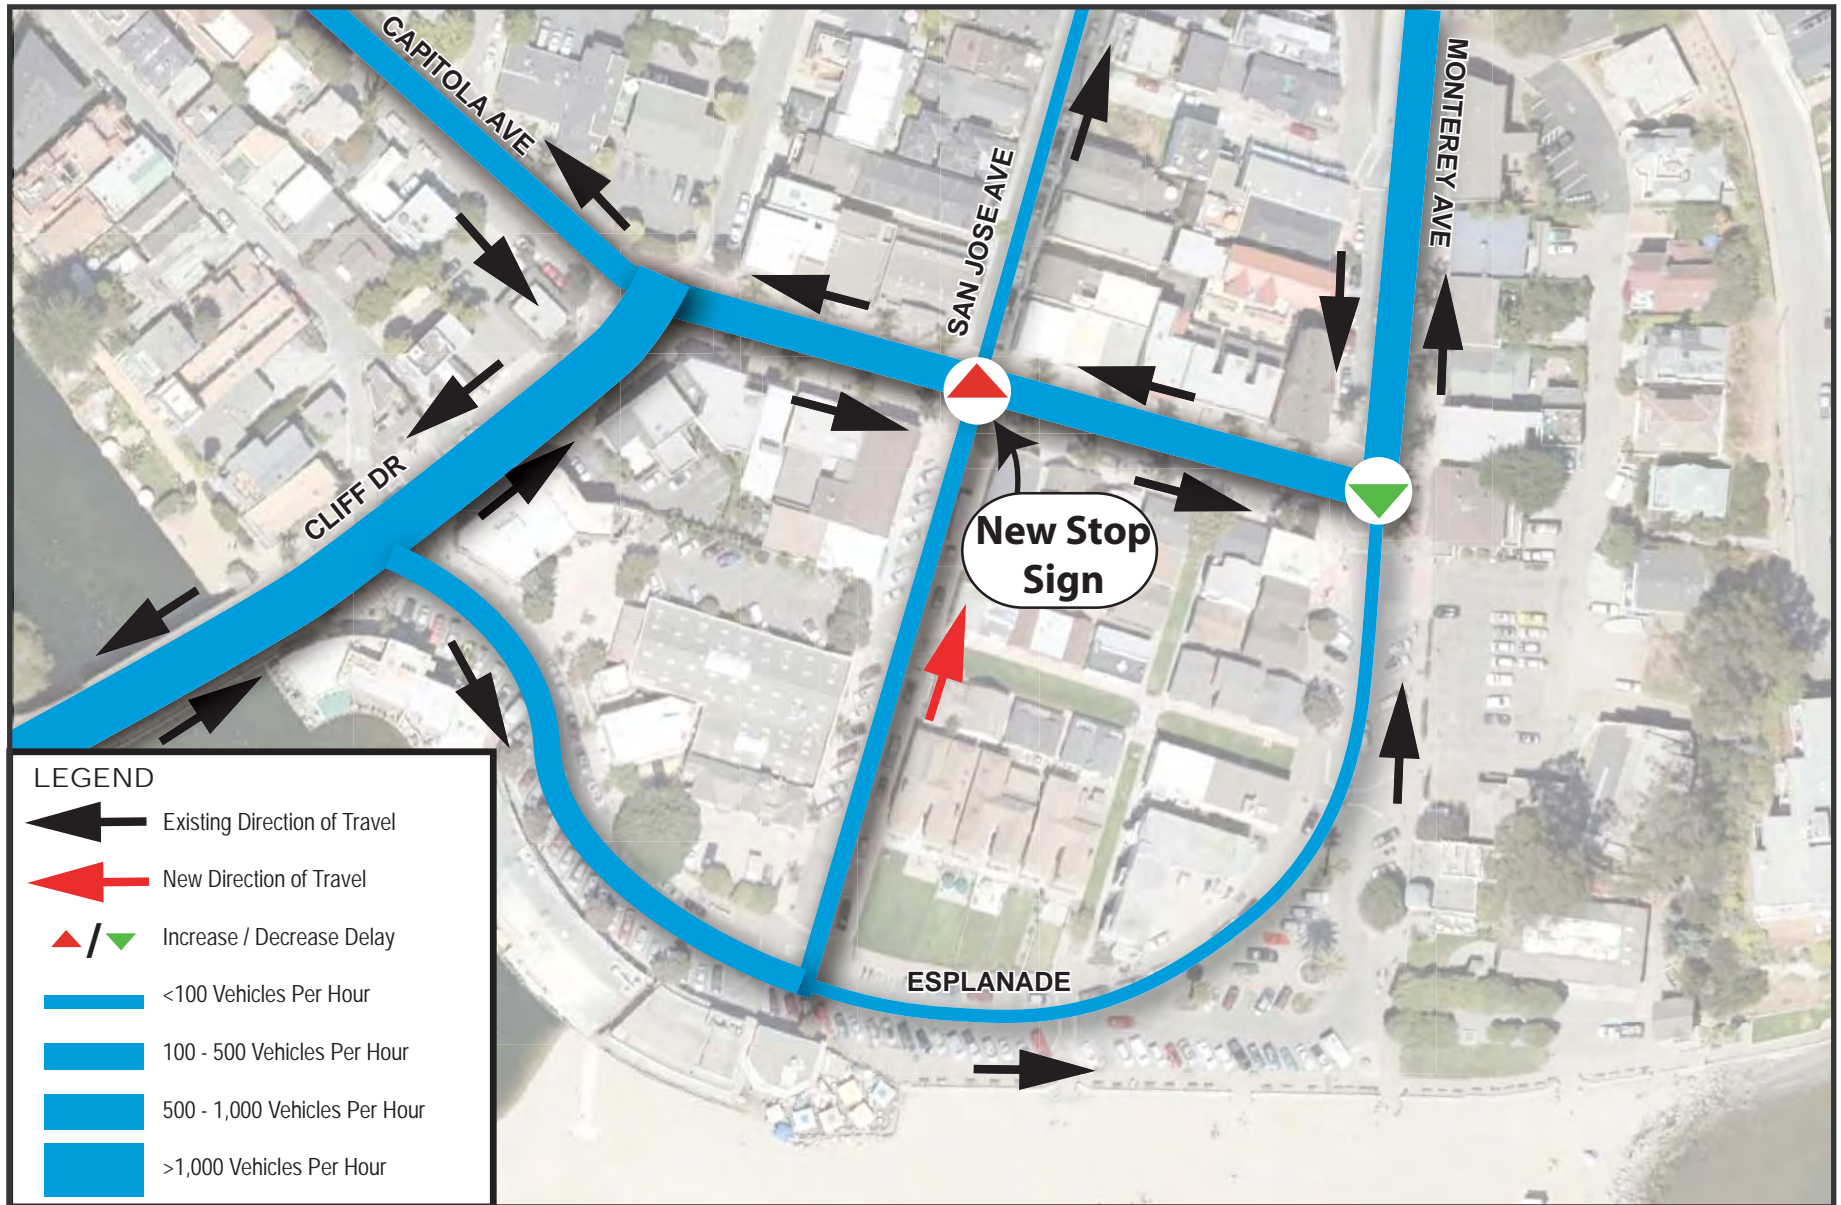 CAPITOLA AVE
SAN JOSE AVE
MONTEREY AVE
CLIFF DR
New Stop
Sign
ESPLANADE
LEGEND
Existing Direction of Travel
New Direction of Travel
/ Increase / Decrease Delay
<100 Vehicles Per Hour
100 - 500 Vehicles Per Hour
500 - 1,000 Vehicles Per Hour
>1,000 Vehicles Per Hour